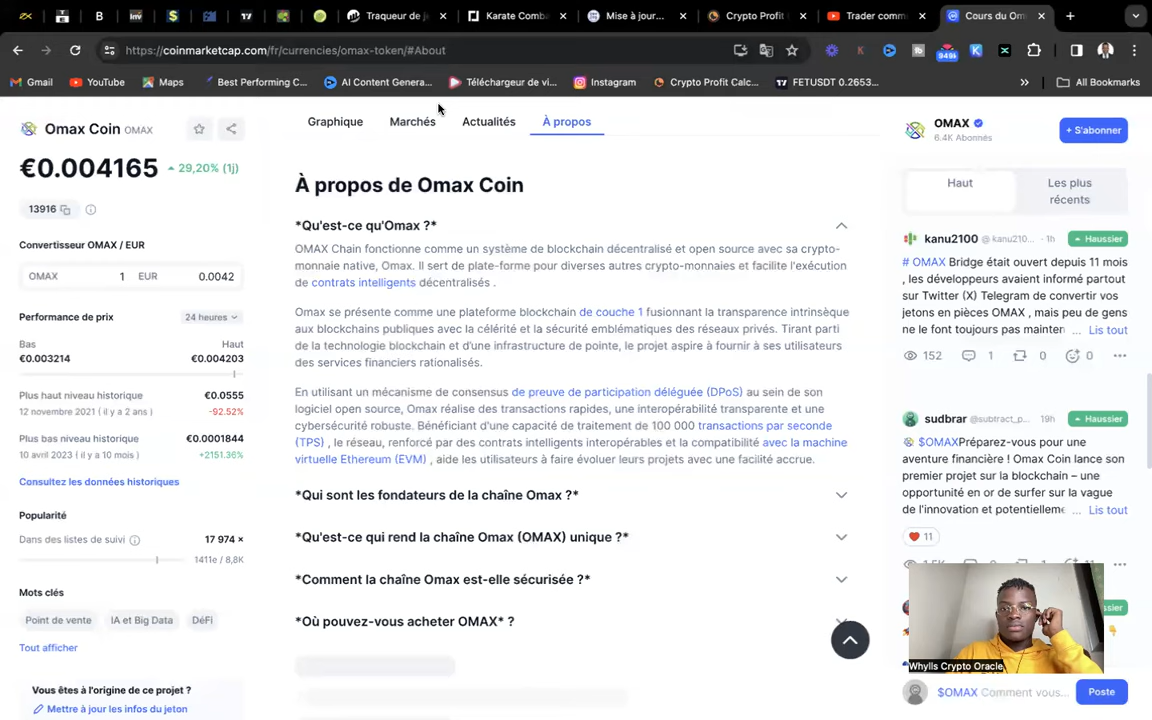 Traqueur de je
Karate Comba
Mise à jour...
Crypto Profit
Trader comm
Cours du Om
https://coinmarketcap.com/fr/currencies/omax-token/#About
Gmail
YouTube
Maps
Best Performing C...
AI Content Genera...
Téléchargeur de vi...
Instagram
Crypto Profit Calc...
FETUSDT 0.2653...
»
All Bookmarks
Omax Coin OMAX
€0.004165
29,20% (1j)
13916
Convertisseur OMAX / EUR
OMAX 1 EUR 0.0042
Performance de prix
24 heures
Bas
Haut
€0.003214
€0.004203
Plus haut niveau historique
€0.0555
12 novembre 2021 ( il y a 2 ans )
-92.52%
Plus bas niveau historique
€0.0001844
10 avril 2023 ( il y a 10 mois )
+2151.36%
Consultez les données historiques
Popularité
Dans des listes de suivi
17 974 ×
1411e / 8,8K
Mots clés
Point de vente
IA et Big Data
DéFi
Tout afficher
Vous êtes à l'origine de ce projet ?
Mettre à jour les infos du jeton
Graphique
Marchés
Actualités
À propos
À propos de Omax Coin
*Qu'est-ce qu'Omax ?*
OMAX Chain fonctionne comme un système de blockchain décentralisé et open source avec sa crypto-
monnaie native, Omax. Il sert de plate-forme pour diverses autres crypto-monnaies et facilite l'exécution
de contrats intelligents décentralisés .
Omax se présente comme une plateforme blockchain de couche 1 fusionnant la transparence intrinsèque
aux blockchains publiques avec la célérité et la sécurité emblématiques des réseaux privés. Tirant parti
de la technologie blockchain et d'une infrastructure de pointe, le projet aspire à fournir à ses utilisateurs
des services financiers rationalisés.
En utilisant un mécanisme de consensus de preuve de participation déléguée (DPoS) au sein de son
logiciel open source, Omax réalise des transactions rapides, une interopérabilité transparente et une
cybersécurité robuste. Bénéficiant d'une capacité de traitement de 100 000 transactions par seconde
(TPS) , le réseau, renforcé par des contrats intelligents interopérables et la compatibilité avec la machine
virtuelle Ethereum (EVM) , aide les utilisateurs à faire évoluer leurs projets avec une facilité accrue.
*Qui sont les fondateurs de la chaîne Omax ?*
*Qu'est-ce qui rend la chaîne Omax (OMAX) unique ?*
*Comment la chaîne Omax est-elle sécurisée ?*
*Où pouvez-vous acheter OMAX* ?
OMAX
6.4K Abonnés
+ S'abonner
Haut
Les plus
récents
kanu2100 @ kanu210... · 1h
Haussier
# OMAX Bridge était ouvert depuis 11 mois
, les développeurs avaient informé partout
sur Twitter (X) Telegram de convertir vos
jetons en pièces OMAX , mais peu de gens
ne le font toujours pas mainten ... Lis tout
152
1
0
0
sudbrar @subtract_p... 19h
Haussier
$OMAXPréparez-vous pour une
aventure financière ! Omax Coin lance son
premier projet sur la blockchain – une
opportunité en or de surfer sur la vague
de l'innovation et potentielleme ... Lis tout
11
Whylls Crypto Oracle
$OMAX Comment vous...
Poste